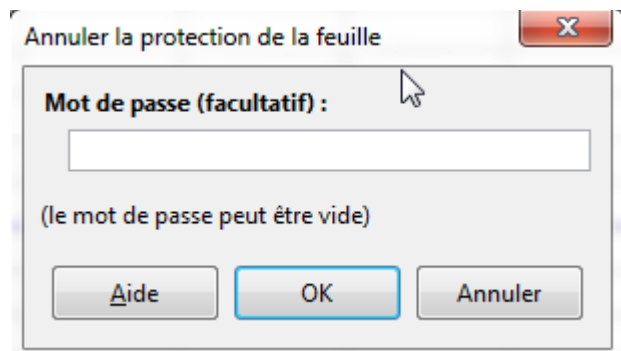 Annuler la protection de la feuille
Mot de passe (facultatif) :
(le mot de passe peut être vide)
Aide
OK
Annuler